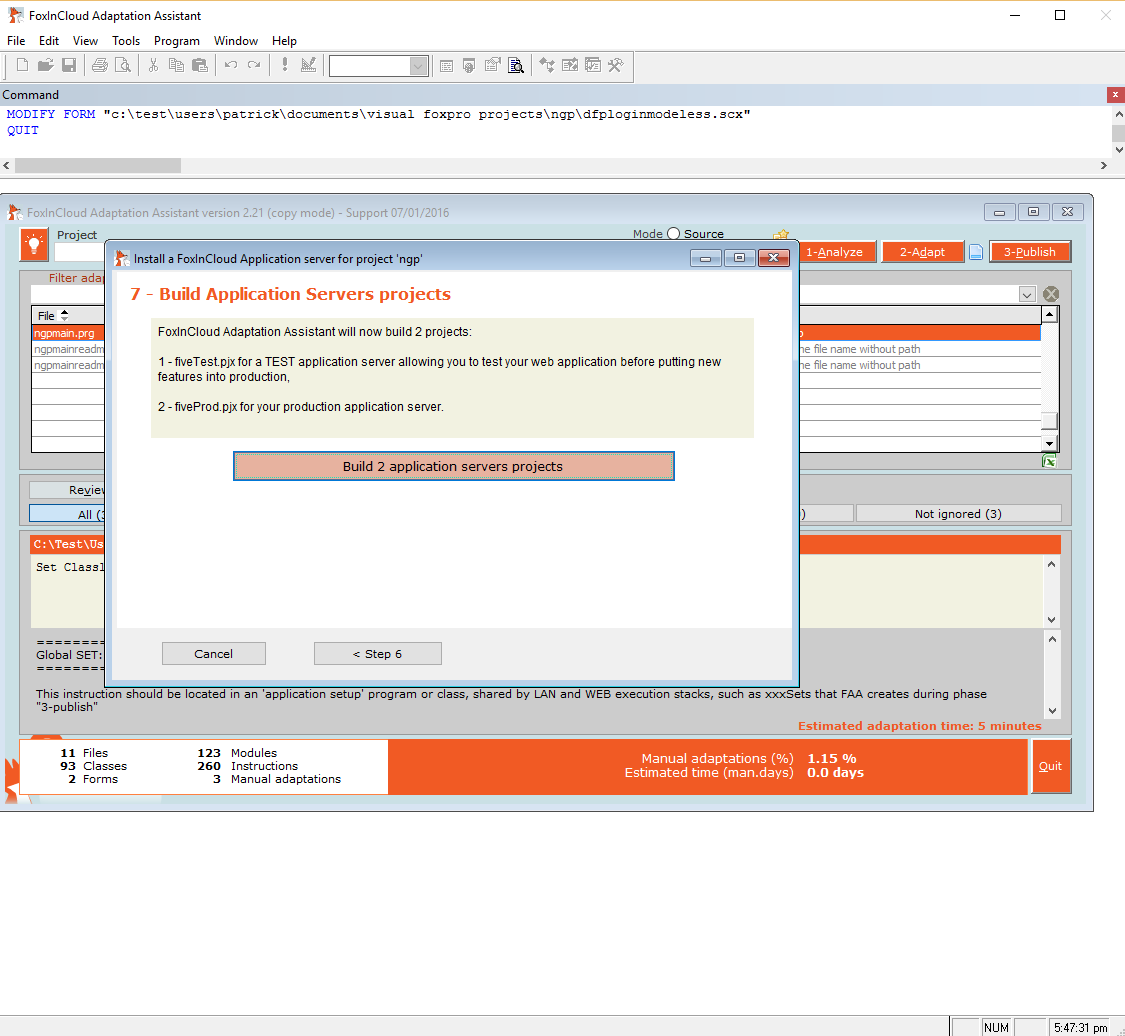 FoxInCloud Adaptation Assistant
File Edit View Tools Program Window Help
Command
MODIFY FORM "c:\test\users\patrick\documents\visual foxpro projects\ngp\dfploginmodeless.scx"
QUIT
FoxInCloud Adaptation Assistant version 2.21 (copy mode) - Support 07/01/2016
Project
Mode Source
1-Analyze
2-Adapt
3-Publish
Install a FoxInCloud Application server for project 'ngp'
Filter
File
ngpmain.prg
ngpmainreadm
he file name without path
ngpmainreadm
he file name without path
7 - Build Application Servers projects
FoxInCloud Adaptation Assistant will now build 2 projects:
1 - fiveTest.pjx for a TEST application server allowing you to test your web application before putting new
features into production,
2 - fiveProd.pjx for your production application server.
Build 2 application servers projects
Cancel
< Step 6
Review
All (
)
Not ignored (3)
C:\Test\Us
Set Classl
==========
Global SET:
==========
This instruction should be located in an 'application setup' program or class, shared by LAN and WEB execution stacks, such as xxxSets that FAA creates during phase
"3-publish"
Estimated adaptation time: 5 minutes
11 Files 123 Modules
93 Classes 260 Instructions
2 Forms 3 Manual adaptations
Manual adaptations (%) 1.15 %
Estimated time (man.days) 0.0 days
Quit
NUM
5:47:31 pm